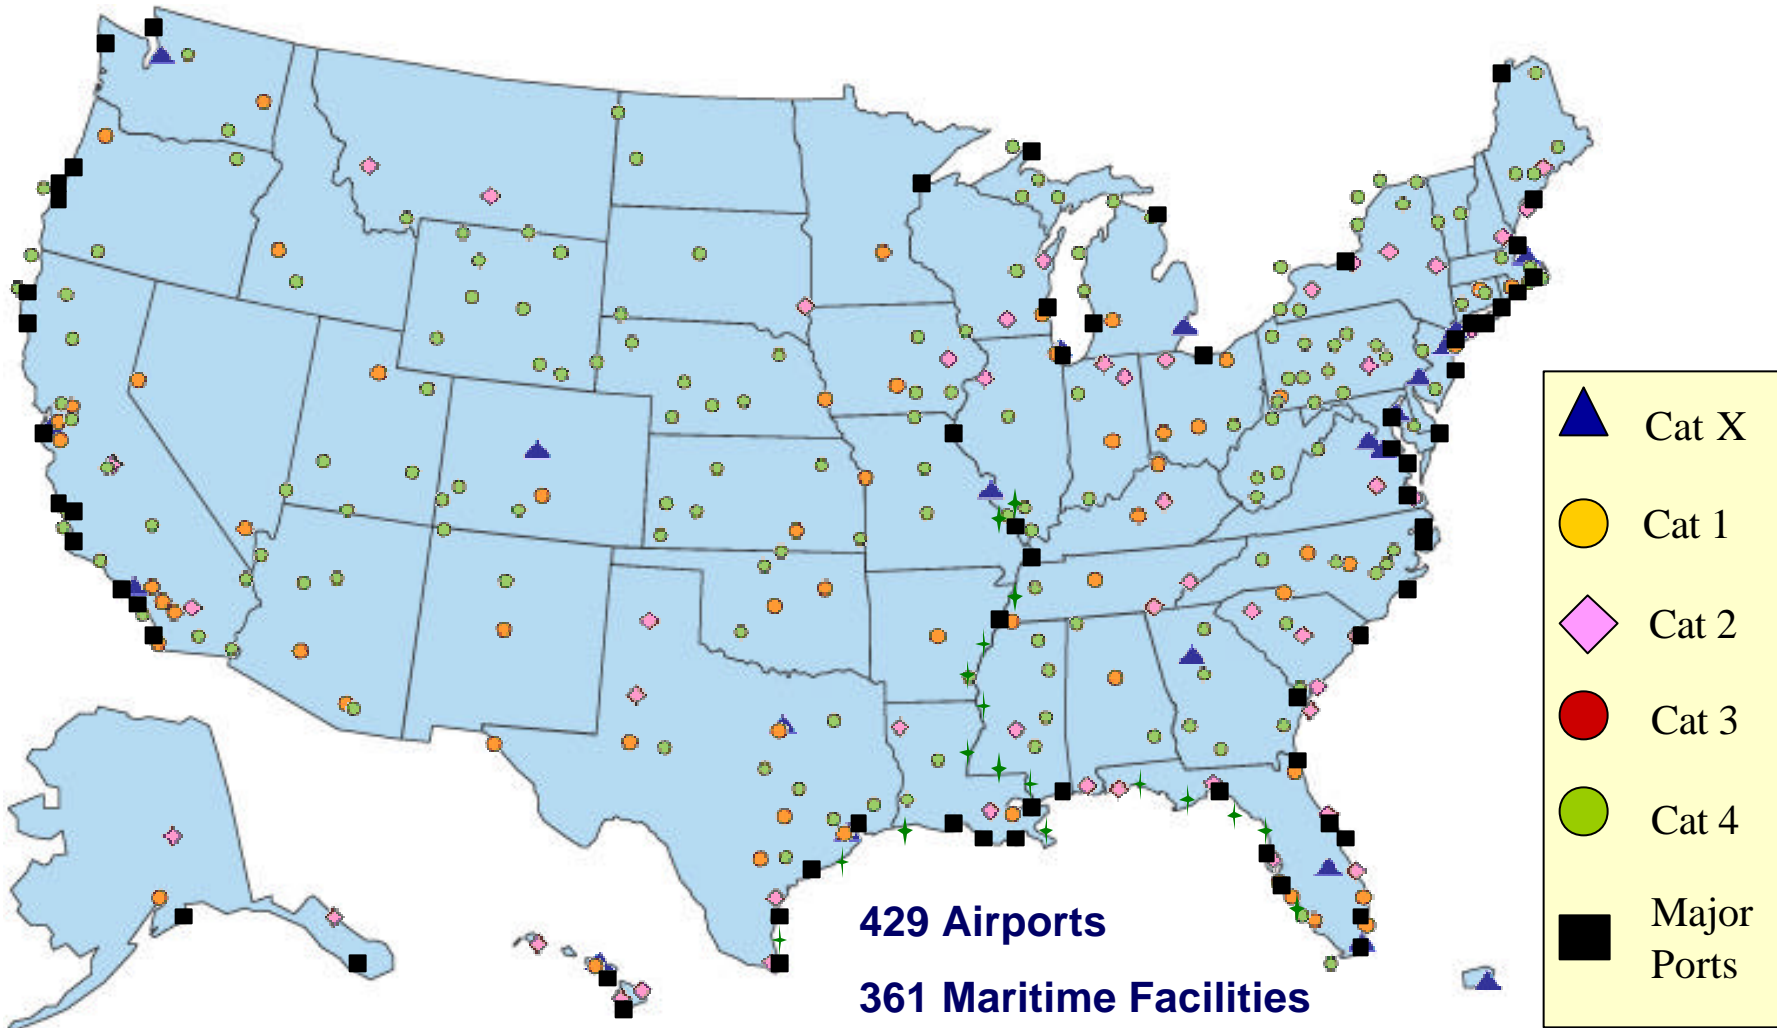 Cat X
Cat 1
Cat 2
Cat 3
Cat 4
Major
Ports
429 Airports
361 Maritime Facilities